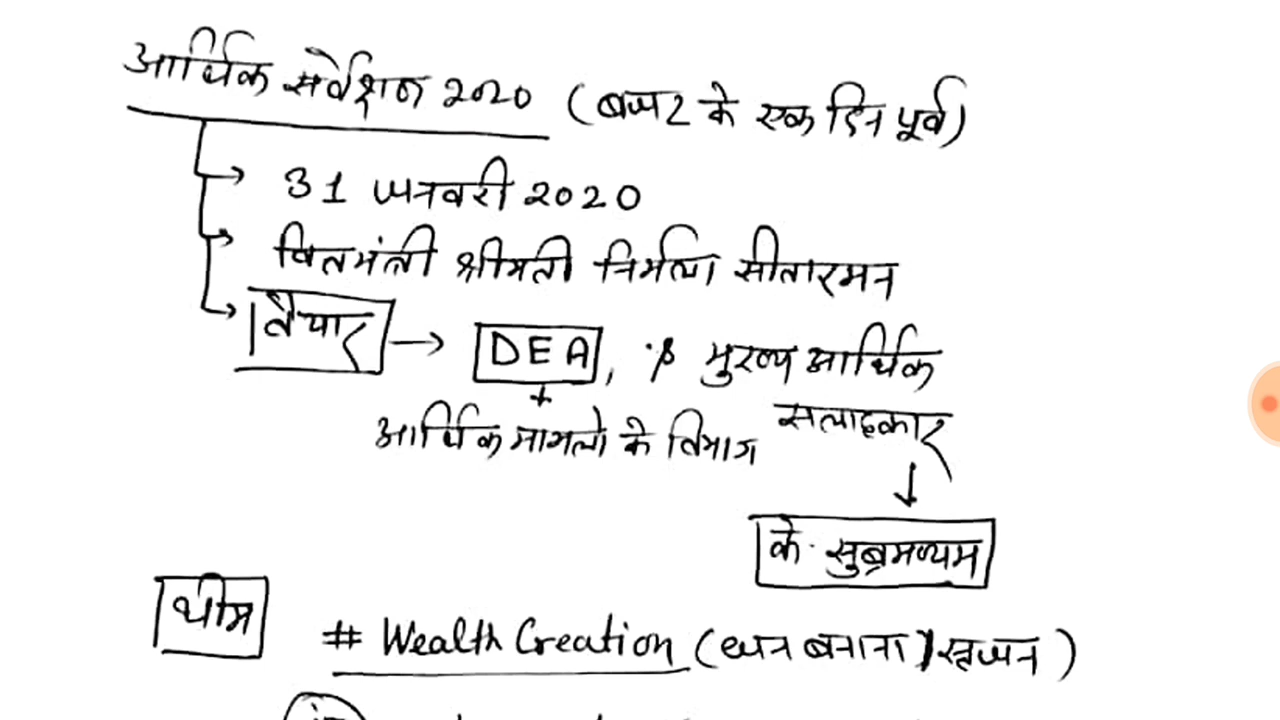 आर्थिक सर्वेक्षण 2020 (बजट के एक दिन पूर्व)
31 जनवरी 2020
वितमंत्री श्रीमती निर्मला सीतारमन
तैयार → DEA, मुख्य आर्थिक
सलाहकार
आर्थिक मामलो के विभाग
के. सुब्रमण्यम
थीम
# Wealth Creation (धन बनाना/सृजन)